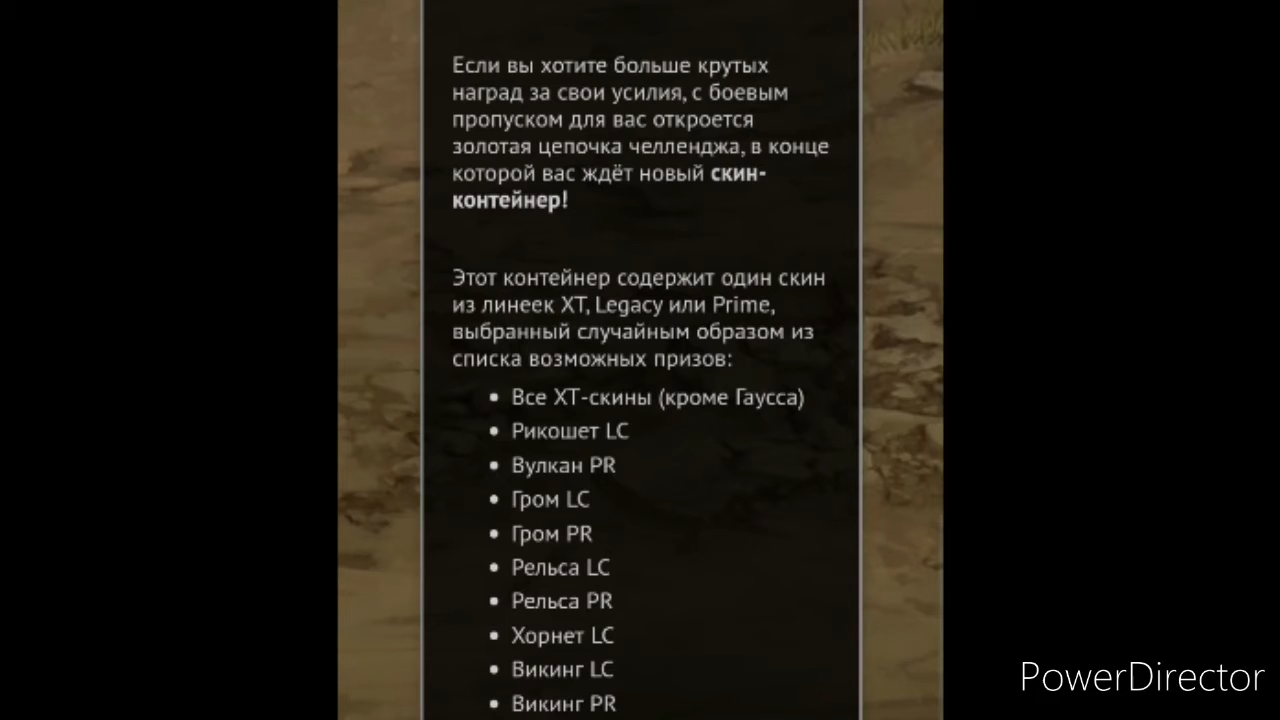 Если вы хотите больше крутых
наград за свои усилия, с боевым
пропуском для вас откроется
золотая цепочка челленджа, в конце
которой вас ждёт новый скин-
контейнер!
Этот контейнер содержит один скин
из линеек XT, Legacy или Prime,
выбранный случайным образом из
списка возможных призов:
• Все XT-скины (кроме Гаусса)
• Рикошет LC
• Вулкан PR
• Гром LC
• Гром PR
• Рельса LC
• Рельса PR
• Хорнет LC
• Викинг LC
• Викинг PR
PowerDirector